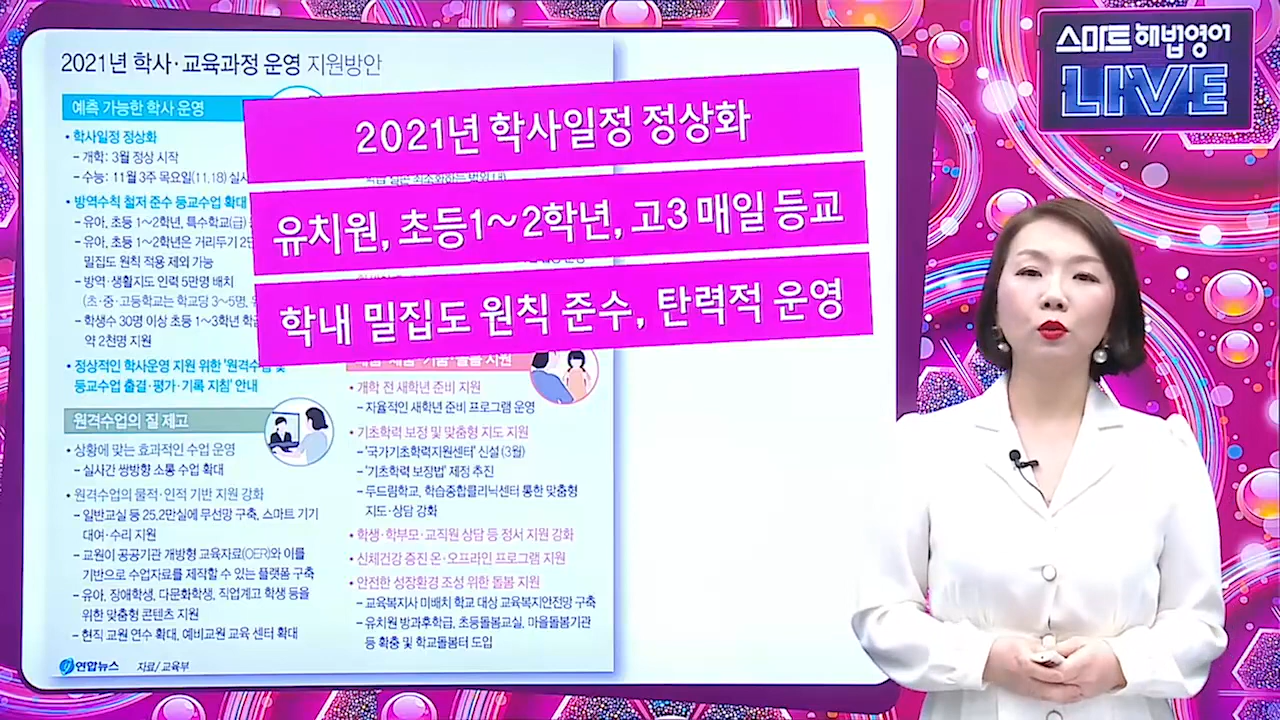 2021년 학사·교육과정 운영 지원방안
예측 가능한 학사 운영
• 학사일정 정상화
– 개학: 3월 정상 시작
– 수능: 11월 3주 목요일(11.18) 실시
• 방역수칙 철저 준수 등교수업 확대
– 유아, 초등 1~2학년, 특수학교(급)
– 유아, 초등 1~2학년은 거리두기 2단
밀집도 원칙 적용 제외 가능
– 방역·생활지도 인력 5만명 배치
(초·중·고등학교는 학교당 3~5명,
– 학생수 30명 이상 초등 1~3학년 학급
약 2천명 지원
• 정상적인 학사운영 지원 위한 '원격수업 및
등교수업 출결·평가·기록 지침' 안내
원격수업의 질 제고
• 상황에 맞는 효과적인 수업 운영
– 실시간 쌍방향 소통 수업 확대
• 원격수업의 물적·인적 기반 지원 강화
– 일반교실 등 25.2만실에 무선망 구축, 스마트 기기
대여·수리 지원
– 교원이 공공기관 개방형 교육자료(OER)와 이를
기반으로 수업자료를 제작할 수 있는 플랫폼 구축
– 유아, 장애학생, 다문화학생, 직업계고 학생 등을
위한 맞춤형 콘텐츠 지원
– 현직 교원 연수 확대, 예비교원 교육 센터 확대
연합뉴스 자료/교육부
2021년 학사일정 정상화
유치원, 초등1~2학년, 고3 매일 등교
학내 밀집도 원칙 준수, 탄력적 운영
지원
• 개학 전 새학년 준비 지원
– 자율적인 새학년 준비 프로그램 운영
• 기초학력 보정 및 맞춤형 지도 지원
– '국가기초학력지원센터' 신설 (3월)
– '기초학력 보장법' 제정 추진
– 두드림학교, 학습종합클리닉센터 통한 맞춤형
지도·상담 강화
• 학생·학부모·교직원 상담 등 정서 지원 강화
• 신체건강 증진 온·오프라인 프로그램 지원
• 안전한 성장환경 조성 위한 돌봄 지원
– 교육복지사 미배치 학교 대상 교육복지안전망 구축
– 유치원 방과후학급, 초등돌봄교실, 마을돌봄기관
등 확충 및 학교돌봄터 도입
스마트 해법영어
LIVE